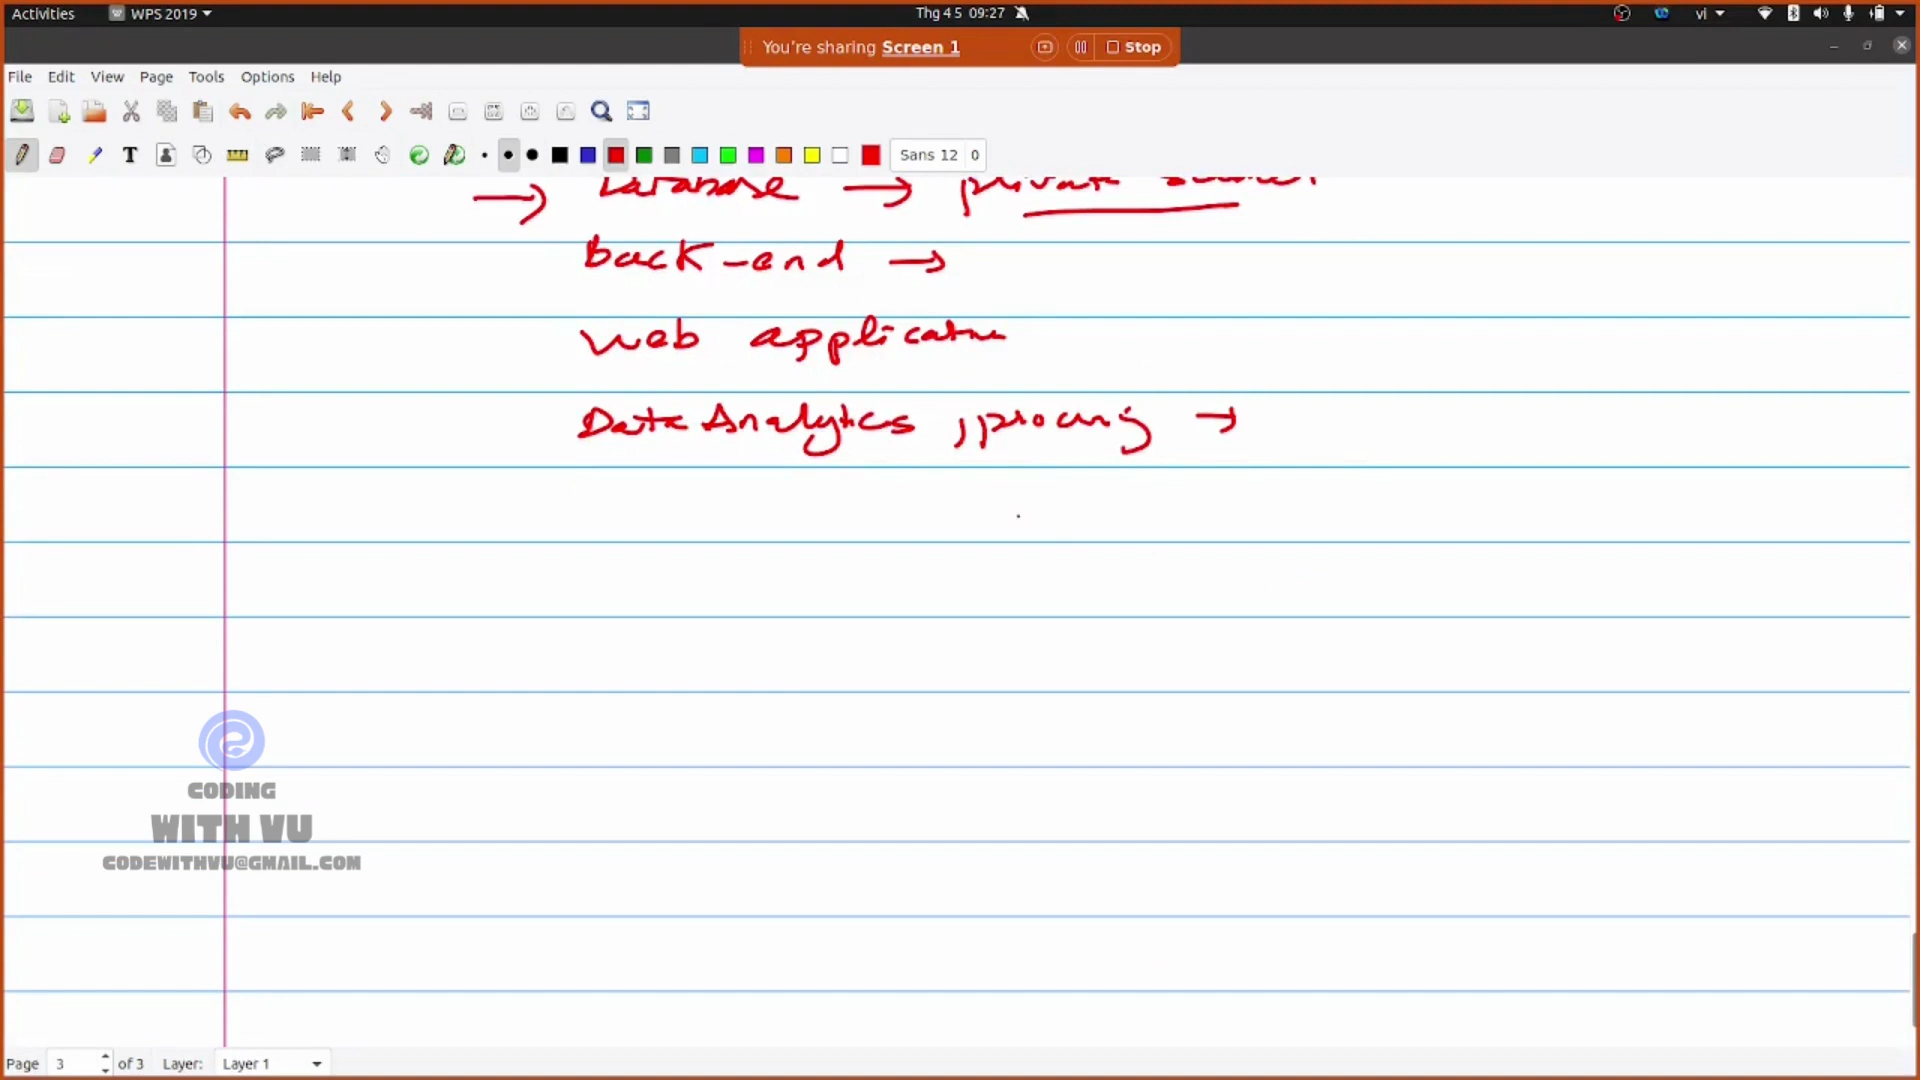 Activities WPS 2019 Thg 4 5 09:27 vi
You're sharing Screen 1 Stop
File Edit View Page Tools Options Help
Sans 12 0
→ Database → private
back-end →
web application
Data Analytics , →
CODING
WITH VU
CODEWITHVU@GMAIL.COM
Page 3 of 3 Layer: Layer 1